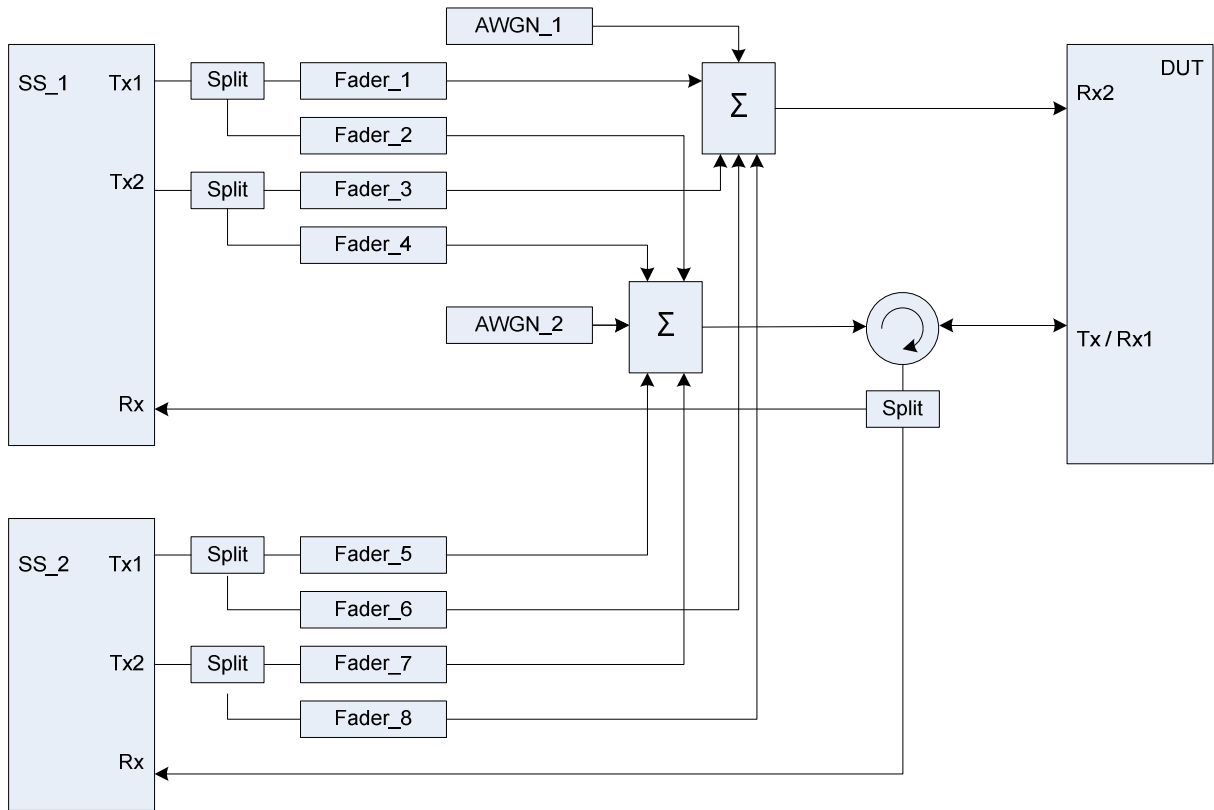 AWGN_1
SS_1
Tx1
Split
Fader_1
Σ
DUT
Rx2
Fader_2
Tx2
Split
Fader_3
Fader_4
AWGN_2
Σ
Tx / Rx1
Rx
Split
SS_2
Tx1
Split
Fader_5
Fader_6
Tx2
Split
Fader_7
Fader_8
Rx